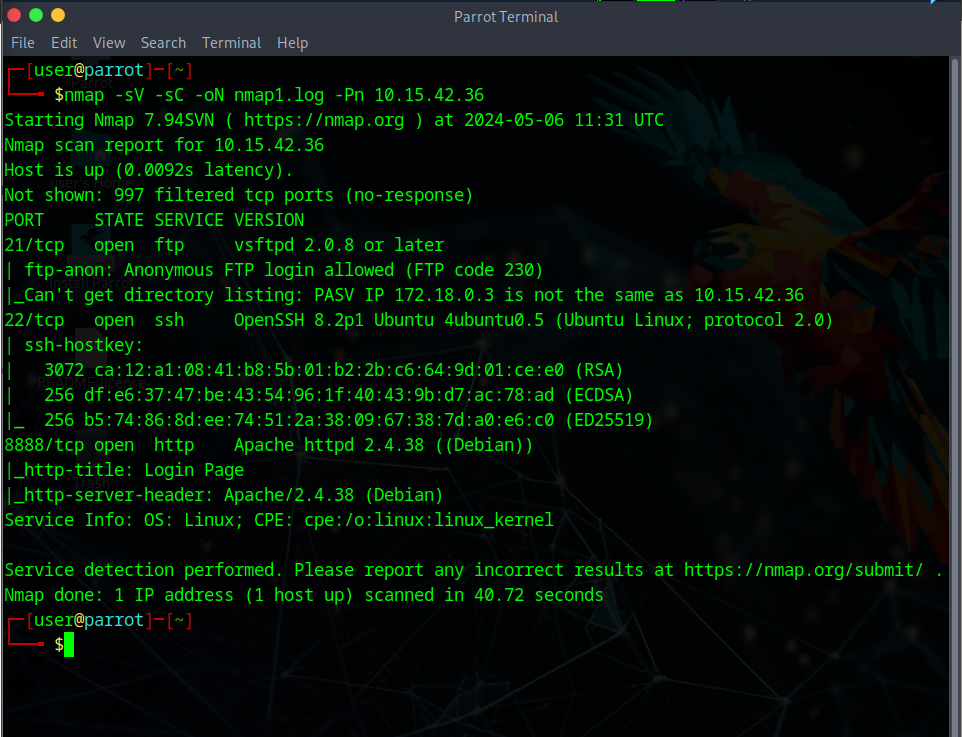 Parrot Terminal
File Edit View Search Terminal Help
┌─[user@parrot]─[~]
└──╼ $nmap -sV -sC -oN nmap1.log -Pn 10.15.42.36
Starting Nmap 7.94SVN ( https://nmap.org ) at 2024-05-06 11:31 UTC
Nmap scan report for 10.15.42.36
Host is up (0.0092s latency).
Not shown: 997 filtered tcp ports (no-response)
PORT     STATE SERVICE VERSION
21/tcp   open  ftp     vsftpd 2.0.8 or later
| ftp-anon: Anonymous FTP login allowed (FTP code 230)
|_Can't get directory listing: PASV IP 172.18.0.3 is not the same as 10.15.42.36
22/tcp   open  ssh     OpenSSH 8.2p1 Ubuntu 4ubuntu0.5 (Ubuntu Linux; protocol 2.0)
| ssh-hostkey:
|   3072 ca:12:a1:08:41:b8:5b:01:b2:2b:c6:64:9d:01:ce:e0 (RSA)
|   256 df:e6:37:47:be:43:54:96:1f:40:43:9b:d7:ac:78:ad (ECDSA)
|_  256 b5:74:86:8d:ee:74:51:2a:38:09:67:38:7d:a0:e6:c0 (ED25519)
8888/tcp open  http    Apache httpd 2.4.38 ((Debian))
|_http-title: Login Page
|_http-server-header: Apache/2.4.38 (Debian)
Trash
Service Info: OS: Linux; CPE: cpe:/o:linux:linux_kernel
Service detection performed. Please report any incorrect results at https://nmap.org/submit/ .
Nmap done: 1 IP address (1 host up) scanned in 40.72 seconds
┌─[user@parrot]─[~]
└──╼ $